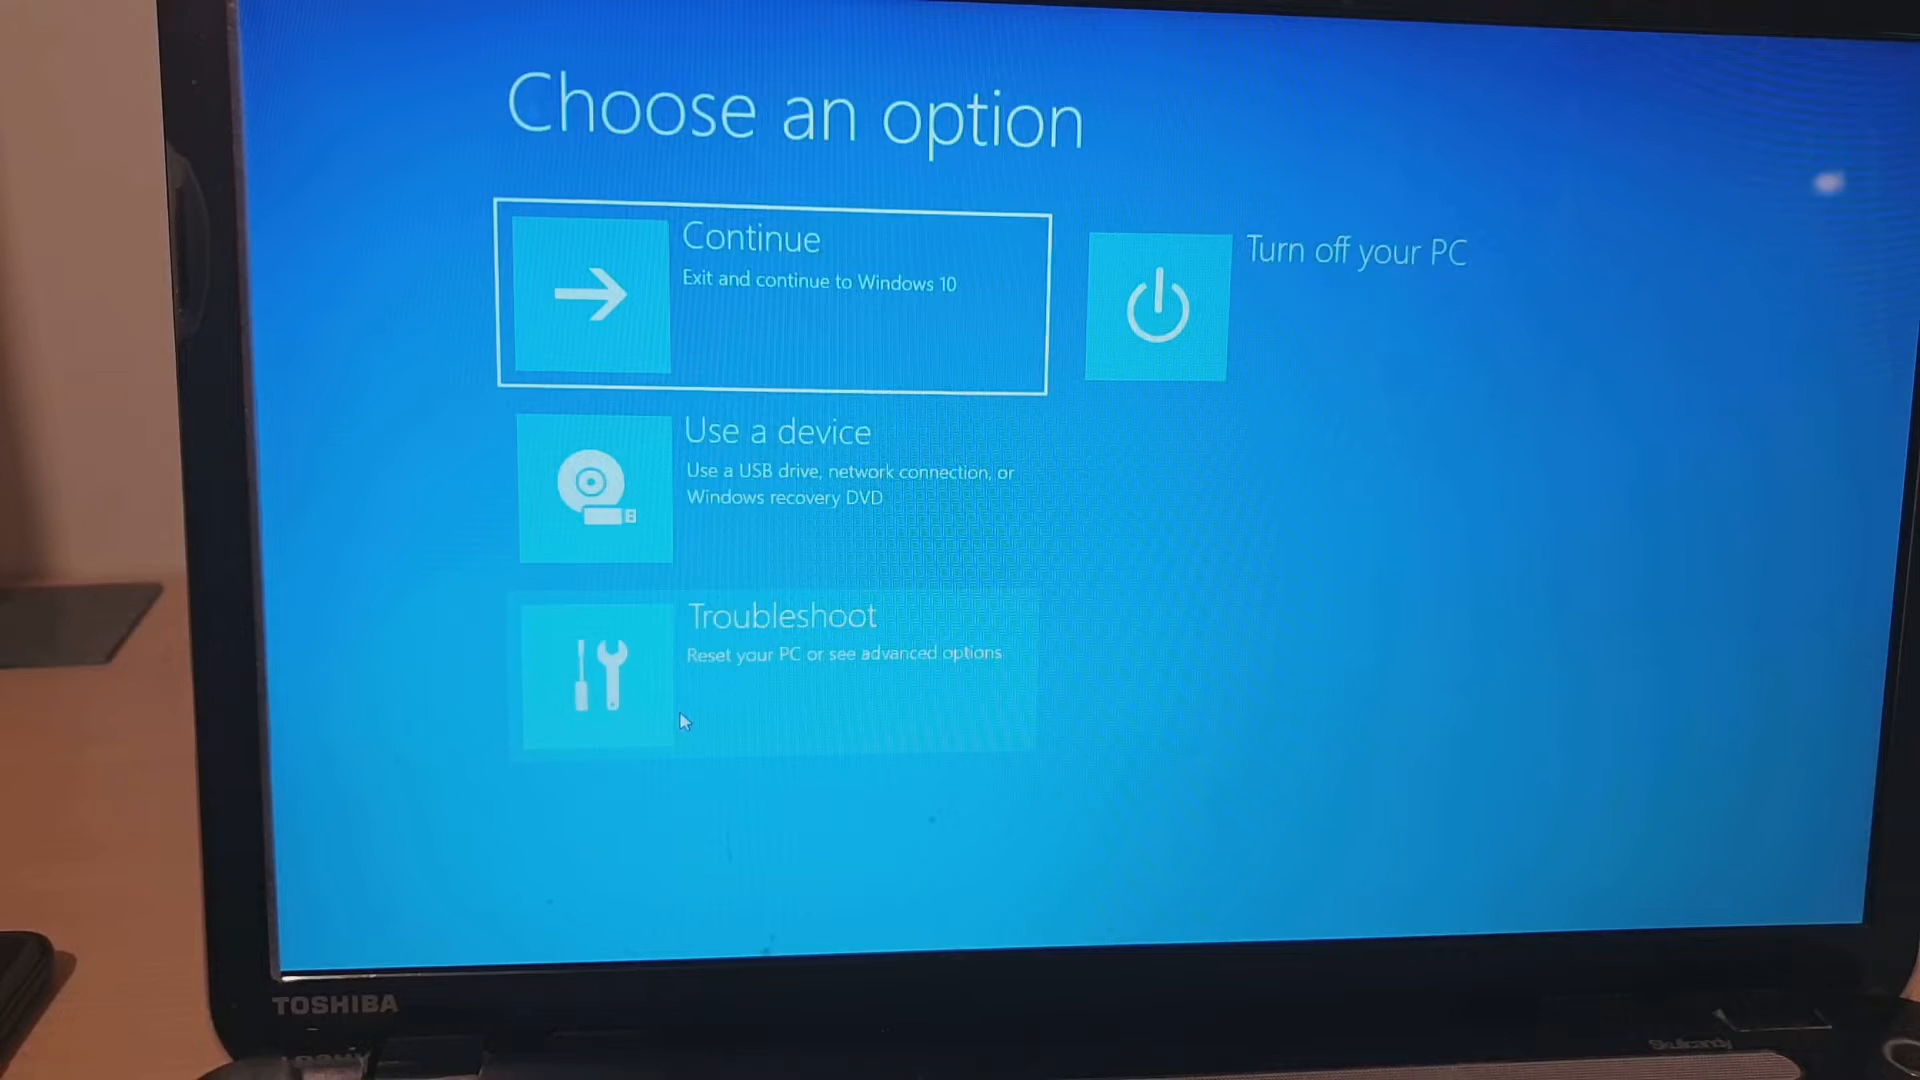 Choose an option
Continue
Exit and continue to Windows 10
Turn off your PC
Use a device
Use a USB drive, network connection, or
Windows recovery DVD
Troubleshoot
Reset your PC or see advanced options
TOSHIBA
Skullcandy